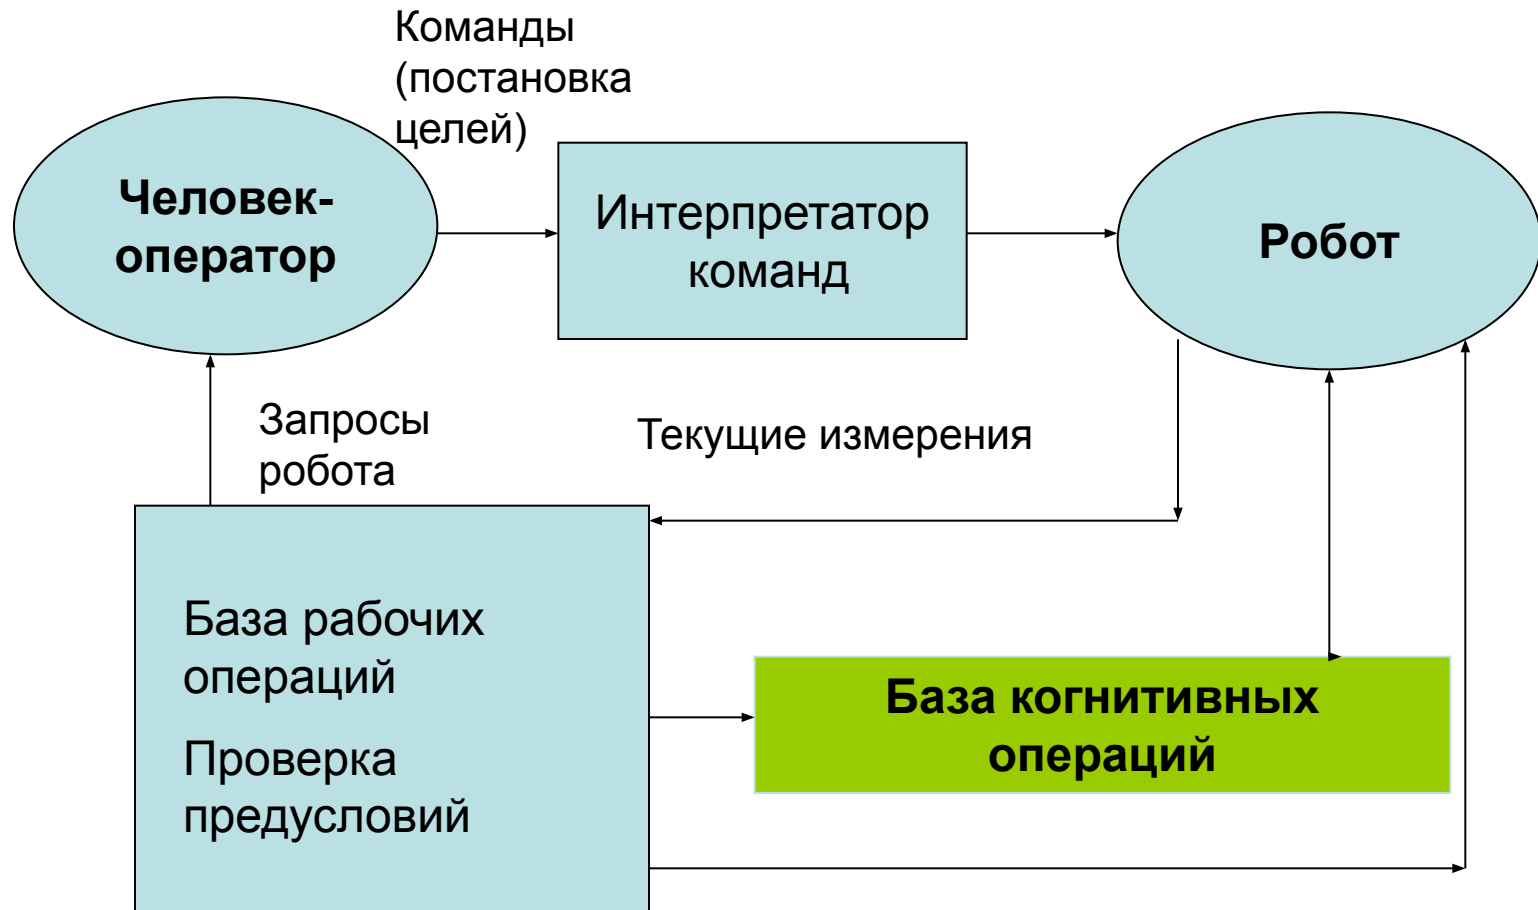 Команды
(постановка
целей)
Человек-
оператор
Интерпретатор
команд
Робот
Запросы
робота
Текущие измерения
База рабочих
операций
Проверка
предусловий
База когнитивных
операций